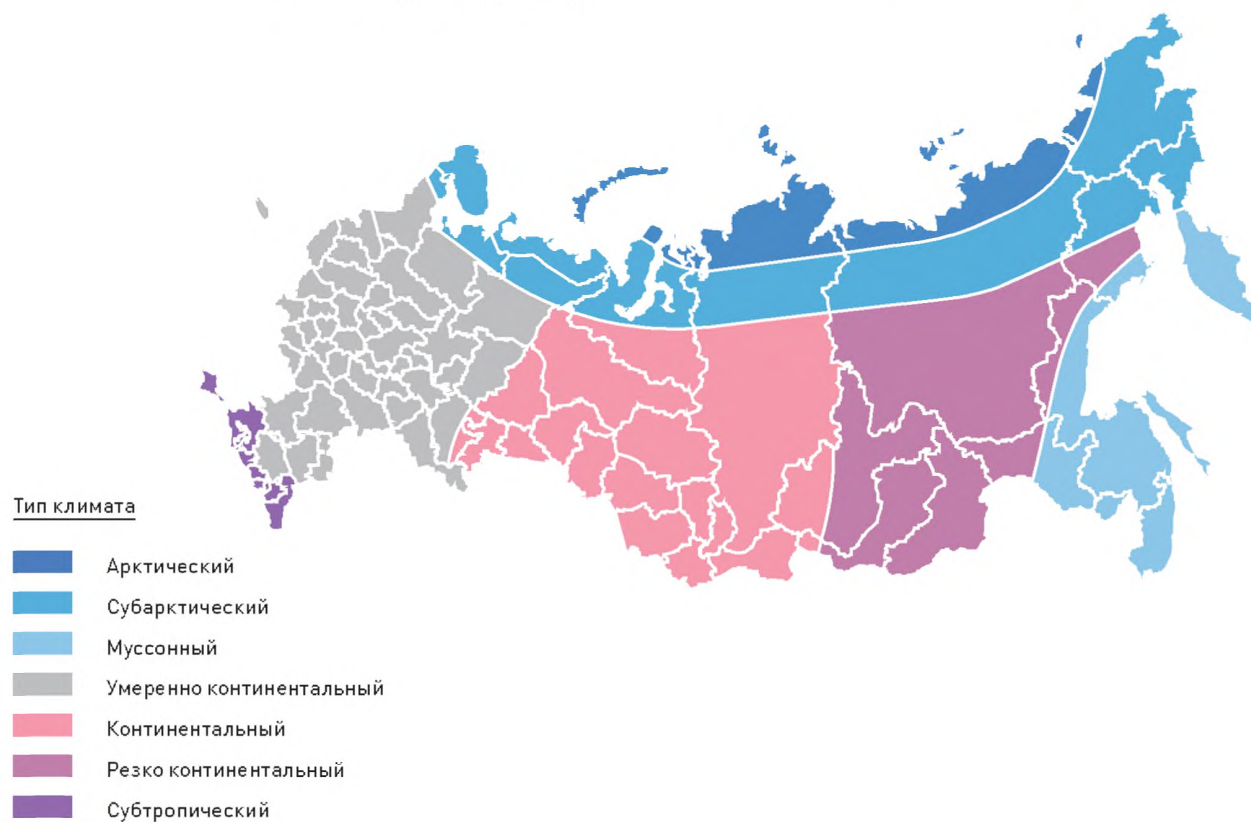 Тип климата
Арктический
Субарктический
Муссонный
Умеренно континентальный
Континентальный
Резко континентальный
Субтропический